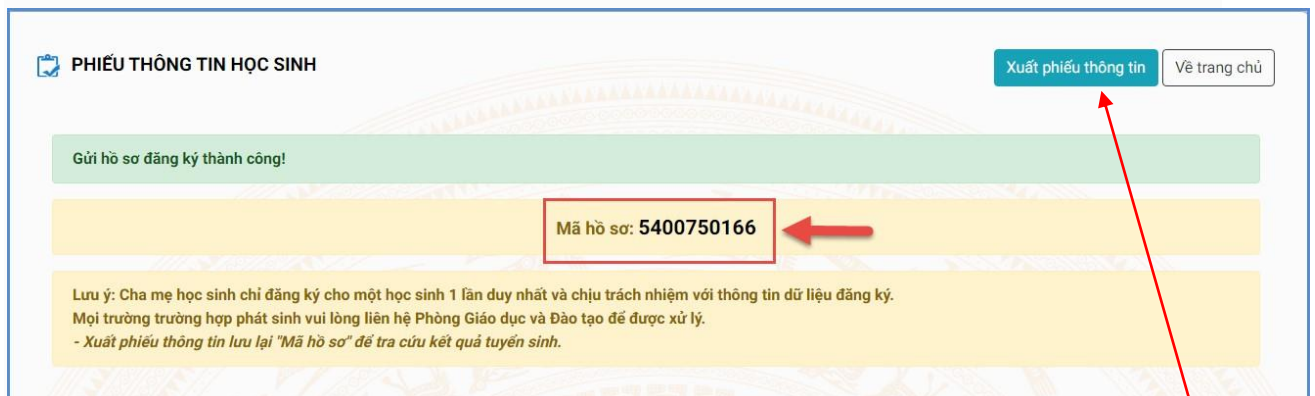 PHIẾU THÔNG TIN HỌC SINH
Xuất phiếu thông tin
Về trang chủ
Gửi hồ sơ đăng ký thành công!
Mã hồ sơ: 5400750166
Lưu ý: Cha mẹ học sinh chỉ đăng ký cho một học sinh 1 lần duy nhất và chịu trách nhiệm với thông tin dữ liệu đăng ký.
Mọi trường trường hợp phát sinh vui lòng liên hệ Phòng Giáo dục và Đào tạo để được xử lý.
- Xuất phiếu thông tin lưu lại "Mã hồ sơ" để tra cứu kết quả tuyển sinh.